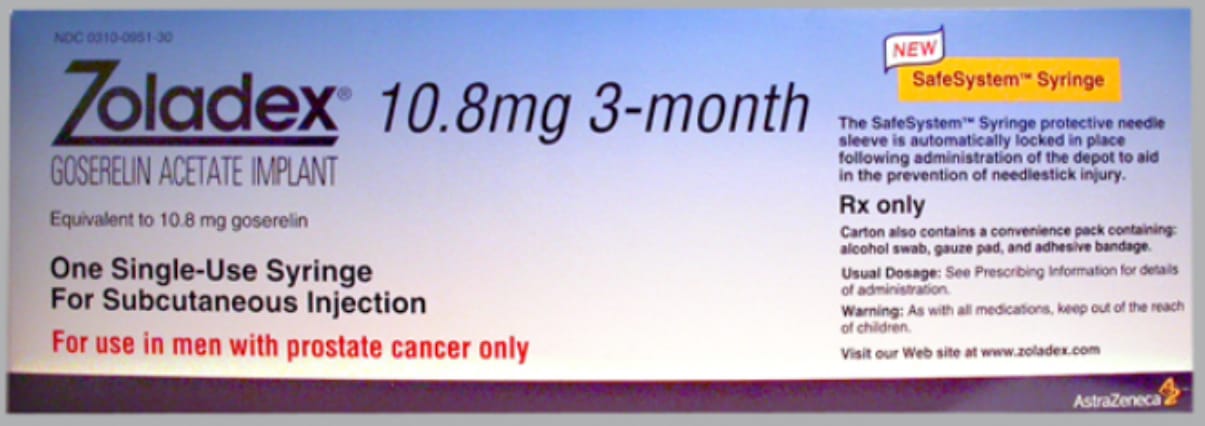 NDC 0310-0951-30
Zoladex® 10.8mg 3-month
GOSERELIN ACETATE IMPLANT
Equivalent to 10.8 mg goserelin
One Single-Use Syringe
For Subcutaneous Injection
For use in men with prostate cancer only
NEW
SafeSystem™ Syringe
The SafeSystem™ Syringe protective needle
sleeve is automatically locked in place
following administration of the depot to aid
in the prevention of needlestick injury.
Rx only
Carton also contains a convenience pack containing:
alcohol swab, gauze pad, and adhesive bandage.
Usual Dosage: See Prescribing Information for details
of administration.
Warning: As with all medications, keep out of the reach
of children.
Visit our Web site at www.zoladex.com
AstraZeneca